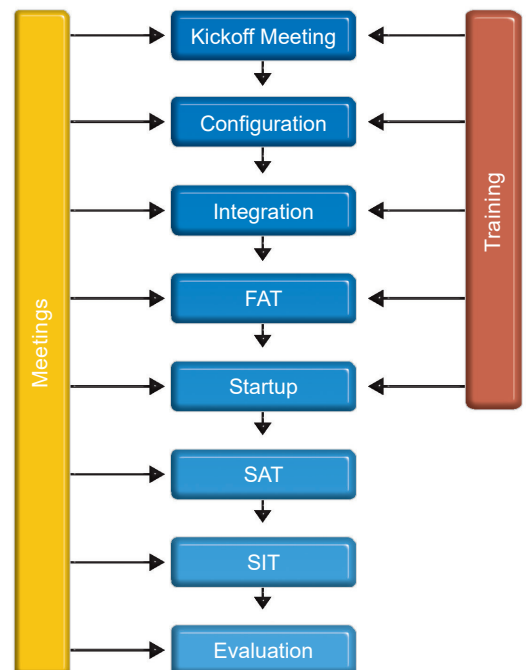 Kickoff Meeting
Configuration
Integration
FAT
Startup
SAT
SIT
Evaluation
Meetings
Training